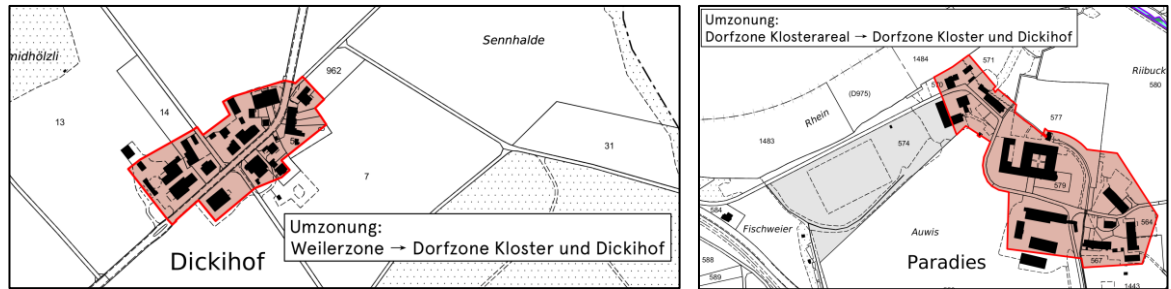 midhölzli
Sennhalde
962
14
13
31
7
Umzonung:
Weilerzone → Dorfzone Kloster und Dickihof
Dickihof
Umzonung:
Dorfzone Klosterareal → Dorfzone Kloster und Dickihof
1484
571
Riibuck
580
(D975)
Rhein
577
1483
574
579
584
564
Fischweier
Auwis
588
Paradies
567
589
1443